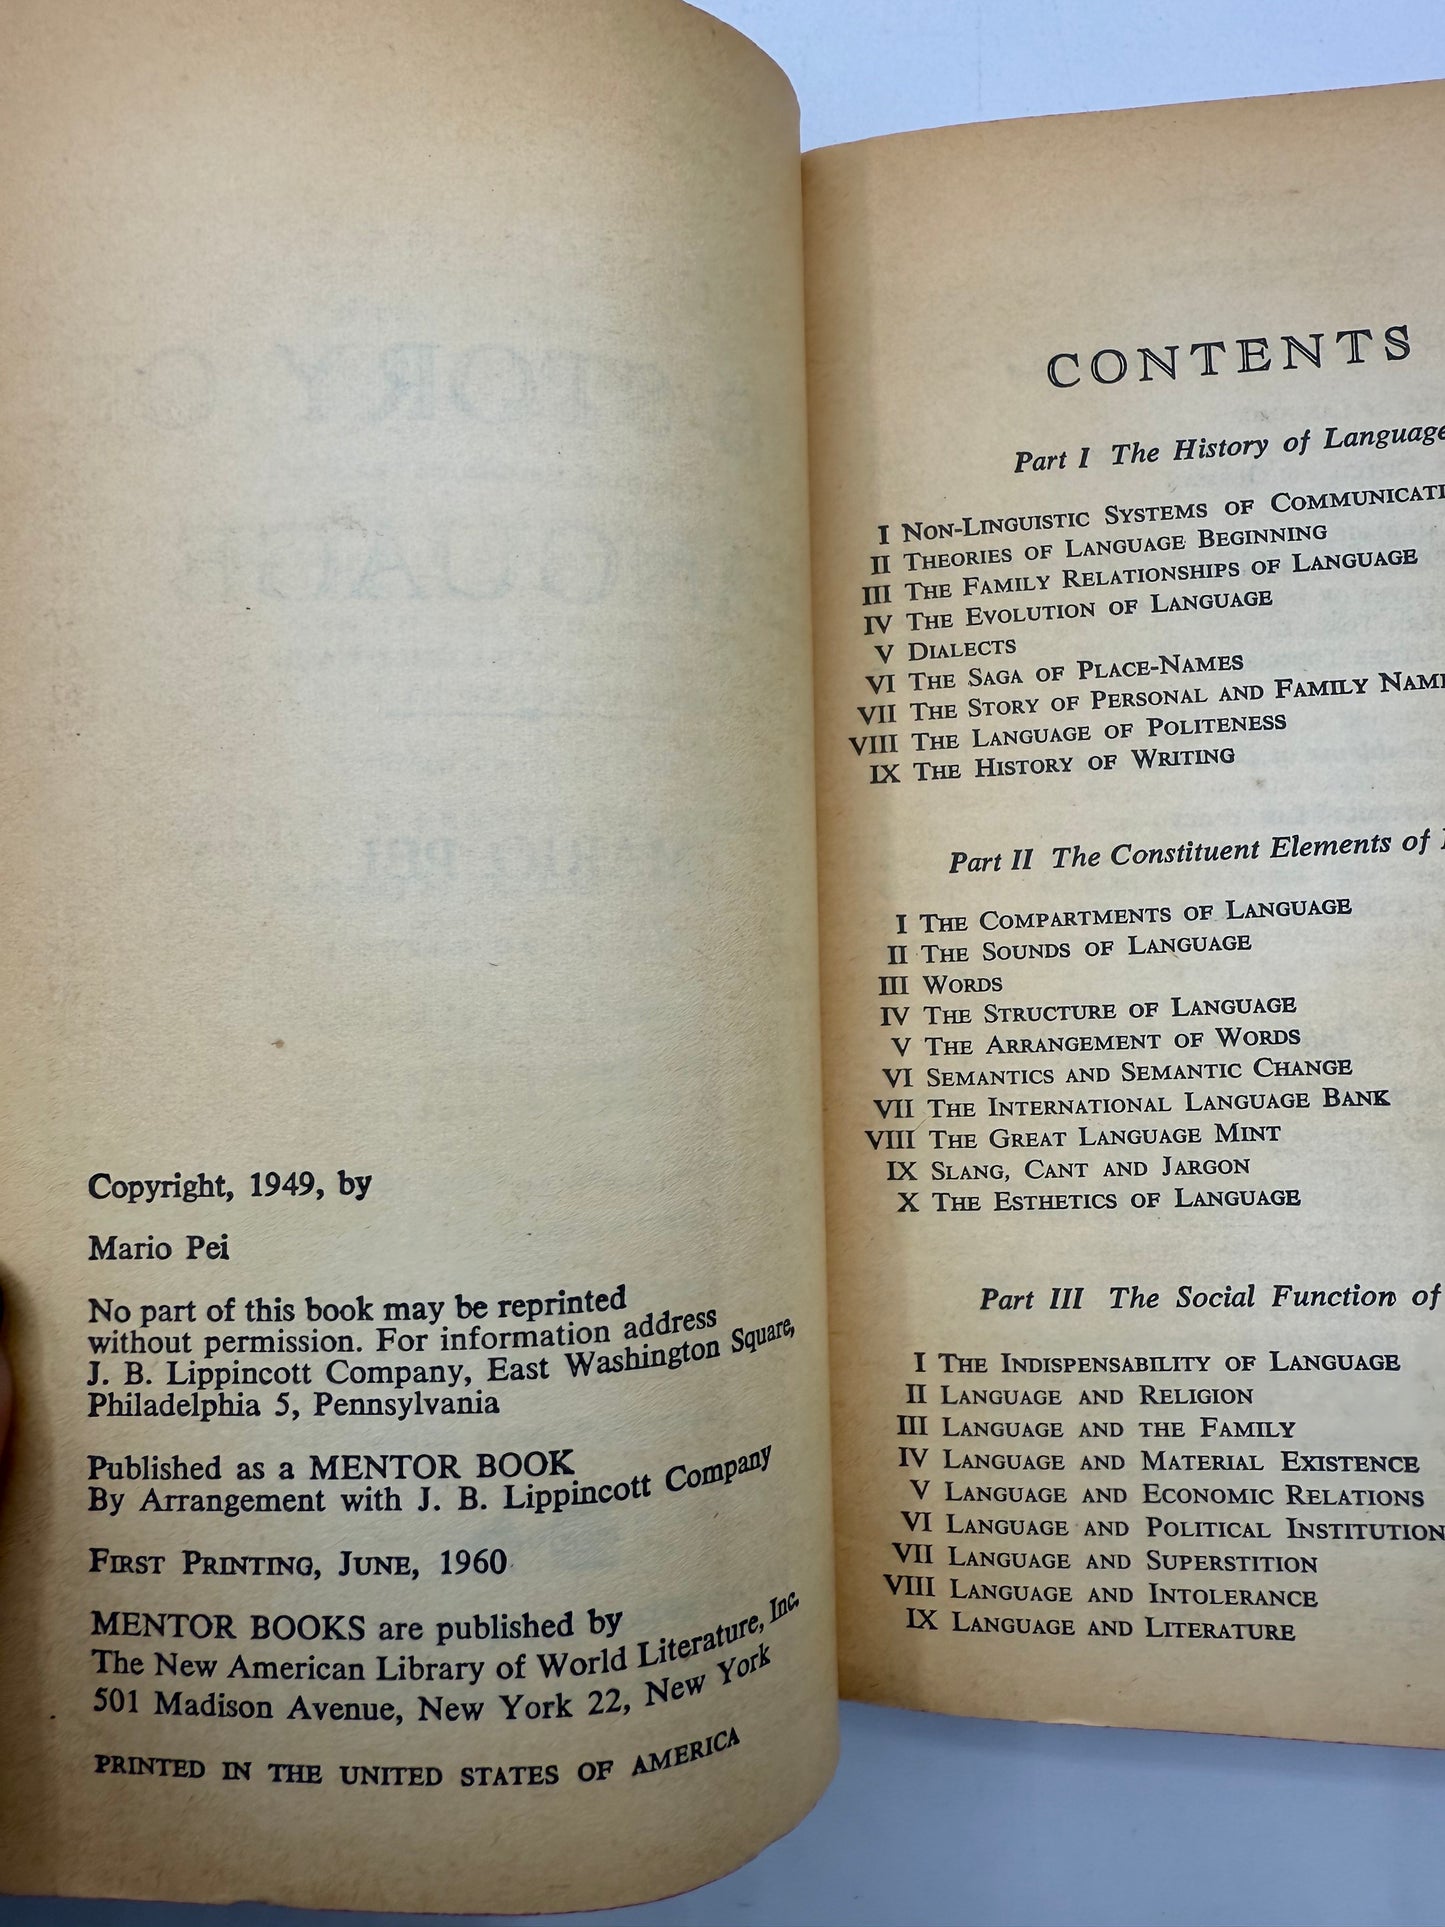 Copyright, 1949, by
Mario Pei
No part of this book may be reprinted
without permission. For information address
J. B. Lippincott Company, East Washington Square,
Philadelphia 5, Pennsylvania
Published as a MENTOR BOOK
By Arrangement with J. B. Lippincott Company
FIRST PRINTING, JUNE, 1960
MENTOR BOOKS are published by
The New American Library of World Literature, Inc.
501 Madison Avenue, New York 22, New York
PRINTED IN THE UNITED STATES OF AMERICA
CONTENTS
Part I The History of Language
I NON-LINGUISTIC SYSTEMS OF
II THEORIES OF LANGUAGE BEGINNING
III THE FAMILY RELATIONSHIPS OF LANGUAGE
IV THE EVOLUTION OF LANGUAGE
V DIALECTS
VI THE SAGA OF PLACE-NAMES
VII THE STORY OF PERSONAL AND FAMILY
VIII THE LANGUAGE OF POLITENESS
IX THE HISTORY OF WRITING
Part II The Constituent Elements of
I THE COMPARTMENTS OF LANGUAGE
II THE SOUNDS OF LANGUAGE
III WORDS
IV THE STRUCTURE OF LANGUAGE
V THE ARRANGEMENT OF WORDS
VI SEMANTICS AND SEMANTIC CHANGE
VII THE INTERNATIONAL LANGUAGE BANK
VIII THE GREAT LANGUAGE MINT
IX SLANG, CANT AND JARGON
X THE ESTHETICS OF LANGUAGE
Part III The Social Function of
I THE INDISPENSABILITY OF LANGUAGE
II LANGUAGE AND RELIGION
III LANGUAGE AND THE FAMILY
IV LANGUAGE AND MATERIAL EXISTENCE
V LANGUAGE AND ECONOMIC RELATIONS
VI LANGUAGE AND POLITICAL INSTITUTION
VII LANGUAGE AND SUPERSTITION
VIII LANGUAGE AND INTOLERANCE
IX LANGUAGE AND LITERATURE